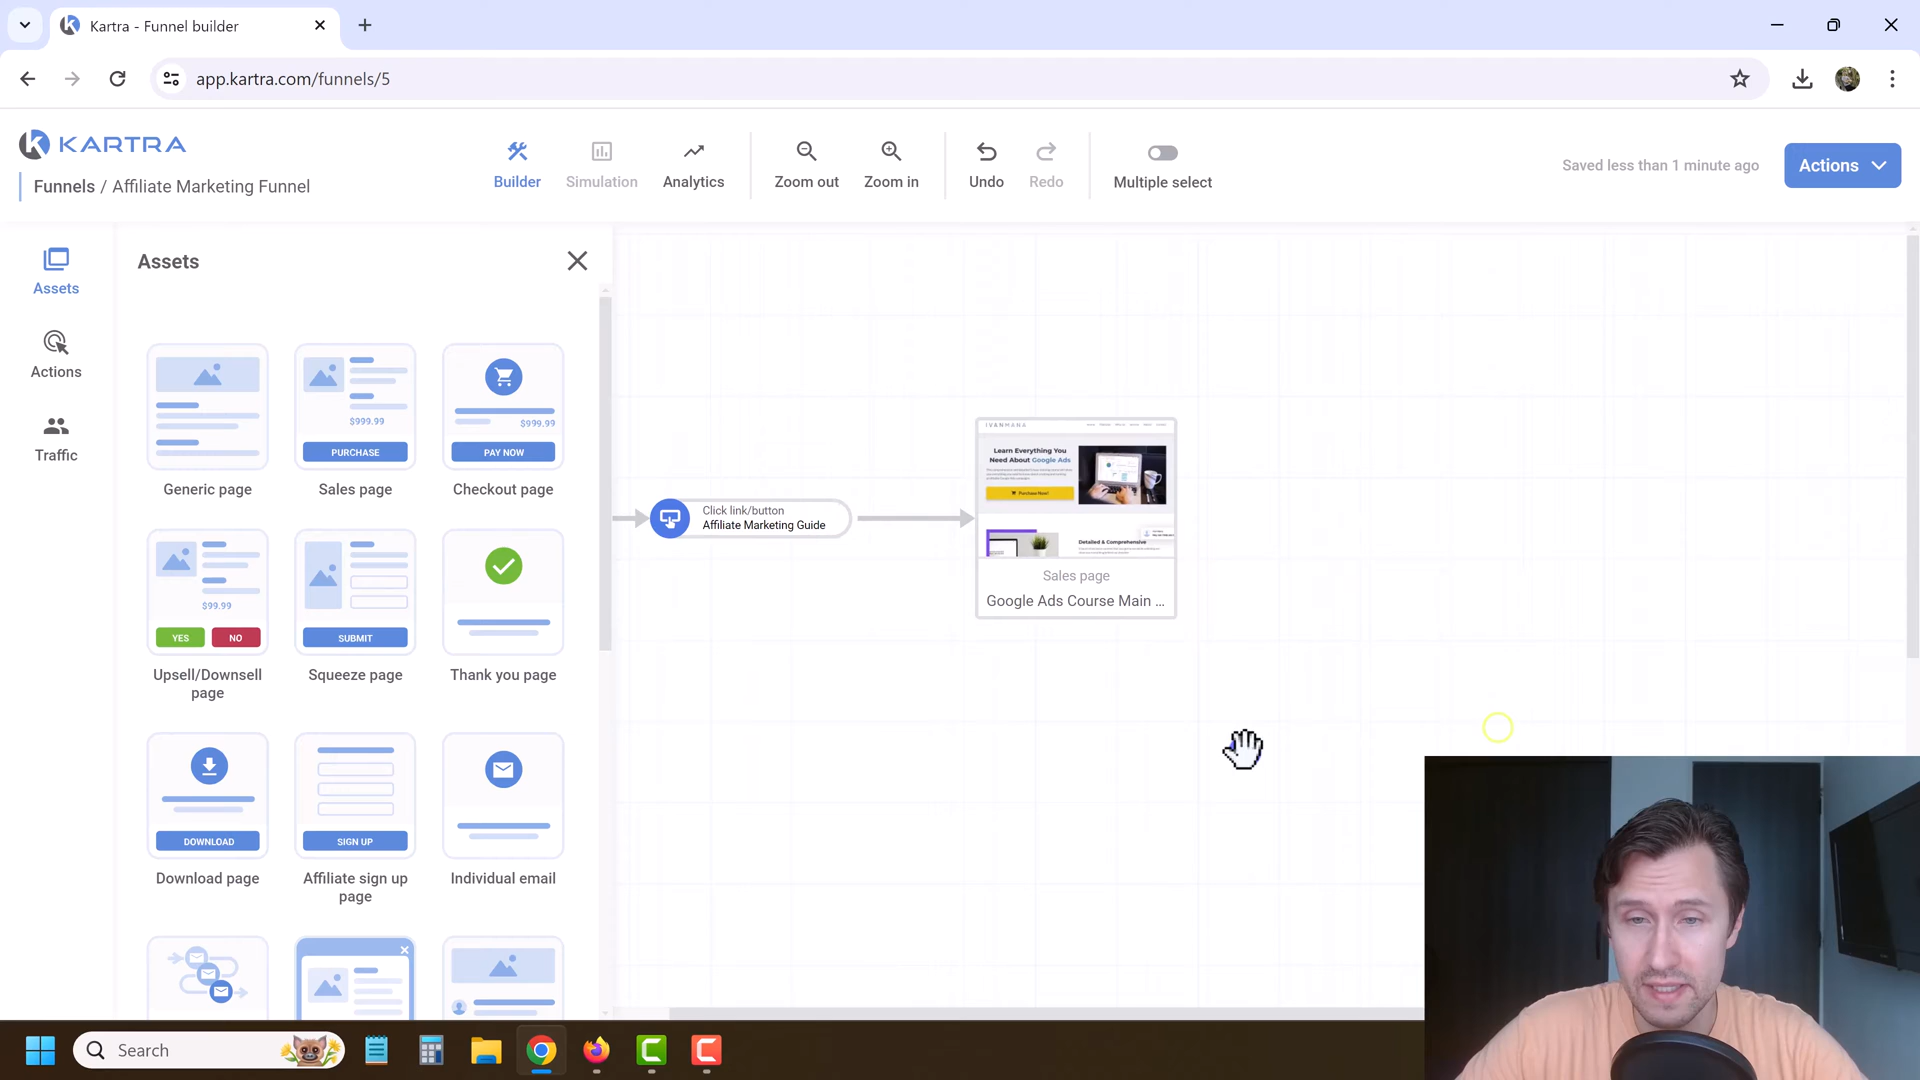 Kartra - Funnel builder
app.kartra.com/funnels/5
KARTRA
Funnels / Affiliate Marketing Funnel
Builder
Simulation
Analytics
Zoom out
Zoom in
Undo
Redo
Multiple select
Saved less than 1 minute ago
Actions
Assets
Actions
Traffic
Assets
$999.99
PURCHASE
$999.99
PAY NOW
Generic page
Sales page
Checkout page
$99.99
YES
NO
SUBMIT
Upsell/Downsell
page
Squeeze page
Thank you page
DOWNLOAD
SIGN UP
Download page
Affiliate sign up
page
Individual email
Click link/button
Affiliate Marketing Guide
IVANMANA
Learn Everything You
Need About Google Ads
Purchase Now!
Detailed & Comprehensive
Sales page
Google Ads Course Main ...
Search